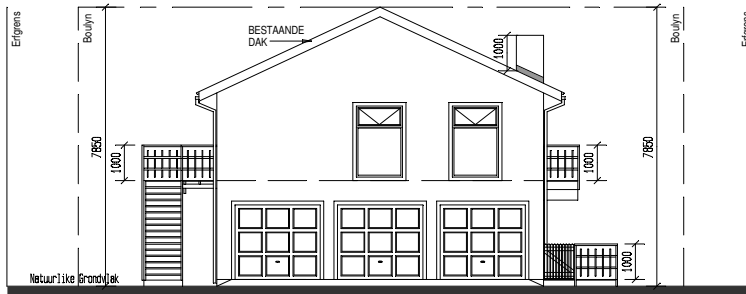 Erfgrens
Boulyn
BESTAANDE
DAK
1000
Boulyn
Erfgrens
7850
1000
1000
7850
1000
Natuurlike Grondvlak